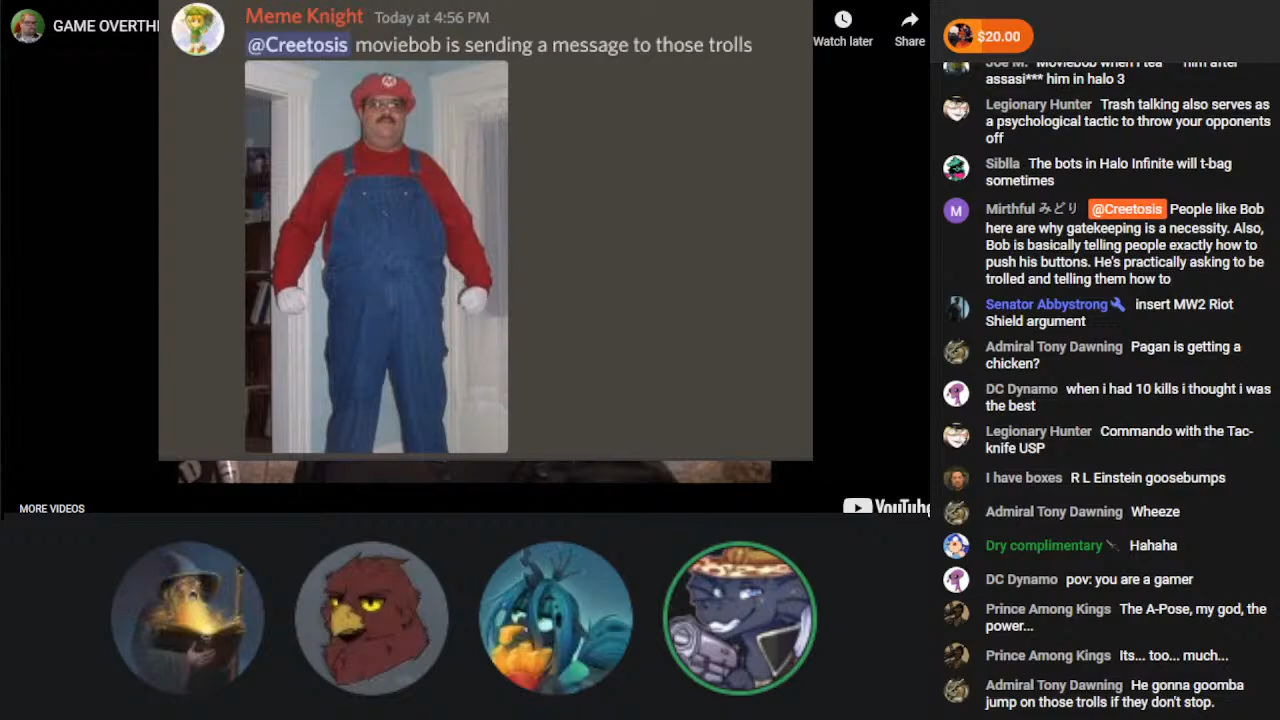 GAME OVERTHI
Meme Knight Today at 4:56 PM
@Creetosis moviebob is sending a message to those trolls
M
Watch later
Share
MORE VIDEOS
YouTube
$20.00
Joe M. Moviebob when I tea
him after
assasi*** him in halo 3
Legionary Hunter Trash talking also serves as
a psychological tactic to throw your opponents
off
Siblla The bots in Halo Infinite will t-bag
sometimes
M
Mirthful みどり @Creetosis People like Bob
here are why gatekeeping is a necessity. Also,
Bob is basically telling people exactly how to
push his buttons. He's practically asking to be
trolled and telling them how to
Senator Abbystrong insert MW2 Riot
Shield argument
Admiral Tony Dawning Pagan is getting a
chicken?
DC Dynamo when i had 10 kills i thought i was
the best
Legionary Hunter Commando with the Tac-
knife USP
I have boxes R L Einstein goosebumps
Admiral Tony Dawning Wheeze
Dry complimentary Hahaha
DC Dynamo pov: you are a gamer
Prince Among Kings The A-Pose, my god, the
power...
Prince Among Kings Its... too... much...
Admiral Tony Dawning He gonna goomba
jump on those trolls if they don't stop.